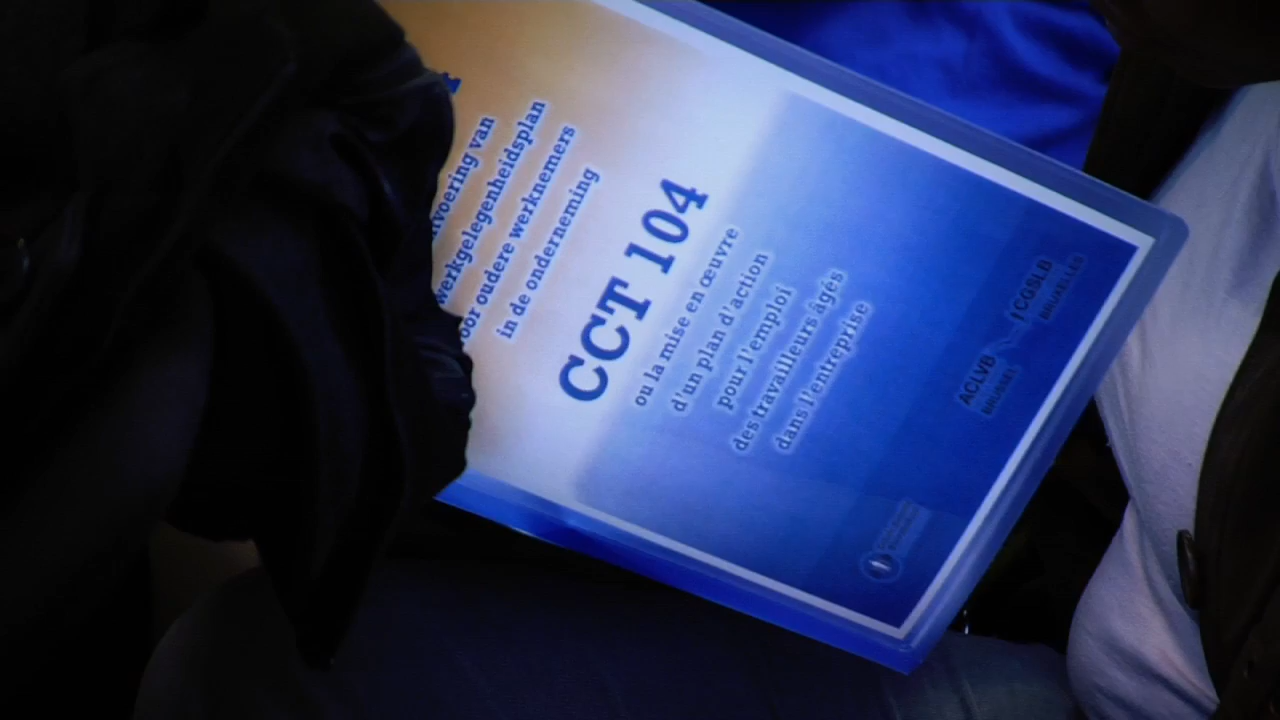 van
werkgelegenheidsplan
oudere werknemers
in de onderneming
CCT 104
ou la mise en œuvre
d'un plan d'action
pour l'emploi
des travailleurs âgés
dans l'entreprise
ACLVB
BRUSSEL
CGSLB
BRUXELLES